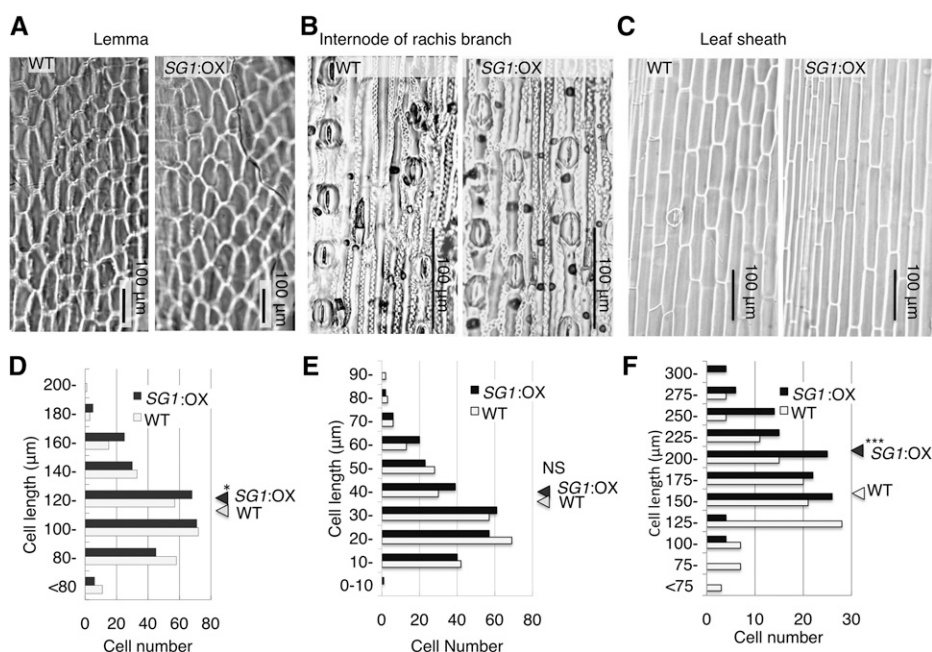 A
Lemma
WT
SG1:OX
100 µm
100 µm
B
Internode of rachis branch
WT
SG1:OX
100 µm
100 µm
C
Leaf sheath
WT
SG1:OX
100 µm
100 µm
D
Cell length (µm)
200-
180-
160-
140-
120-
100-
80-
<80
0 20 40 60 80
Cell number
SG1:OX
WT
*
SG1:OX
WT
E
Cell length (µm)
90-
80-
70-
60-
50-
40-
30-
20-
10-
0-10
0 20 40 60 80
Cell Number
SG1:OX
WT
NS
SG1:OX
WT
F
Cell length (µm)
300-
275-
250-
225-
200-
175-
150-
125-
100-
75-
<75
0 10 20 30
Cell number
SG1:OX
WT
***
SG1:OX
WT